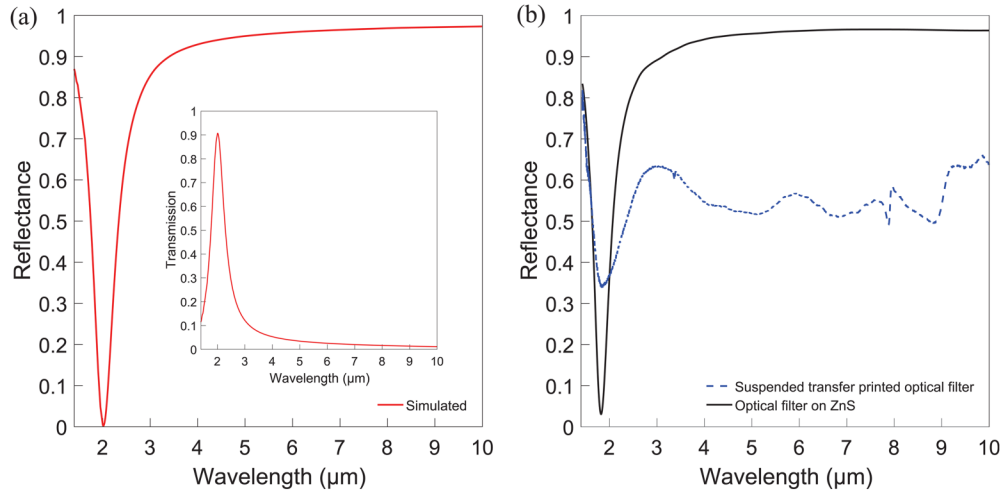 (a)
1
0.9
0.8
0.7
0.6
0.5
0.4
0.3
0.2
0.1
0
Reflectance
2 3 4 5 6 7 8 9 10
Wavelength (μm)
1
0.9
0.8
0.7
0.6
0.5
0.4
0.3
0.2
0.1
0
Transmission
2 3 4 5 6 7 8 9 10
Wavelength (μm)
Simulated
(b)
1
0.9
0.8
0.7
0.6
0.5
0.4
0.3
0.2
0.1
0
Reflectance
2 3 4 5 6 7 8 9 10
Wavelength (μm)
Suspended transfer printed optical filter
Optical filter on ZnS